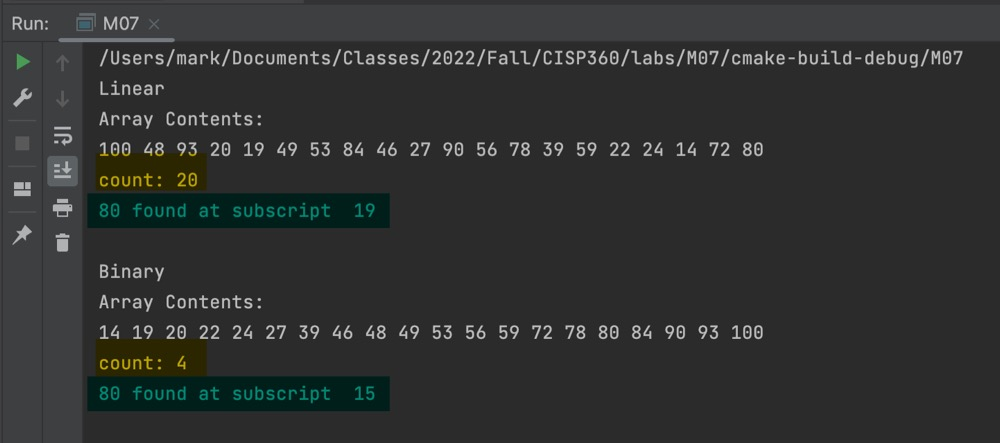 Run: M07
/Users/mark/Documents/Classes/2022/Fall/CISP360/labs/M07/cmake-build-debug/M07
Linear
Array Contents:
100 48 93 20 19 49 53 84 46 27 90 56 78 39 59 22 24 14 72 80
count: 20
80 found at subscript  19
Binary
Array Contents:
14 19 20 22 24 27 39 46 48 49 53 56 59 72 78 80 84 90 93 100
count: 4
80 found at subscript  15